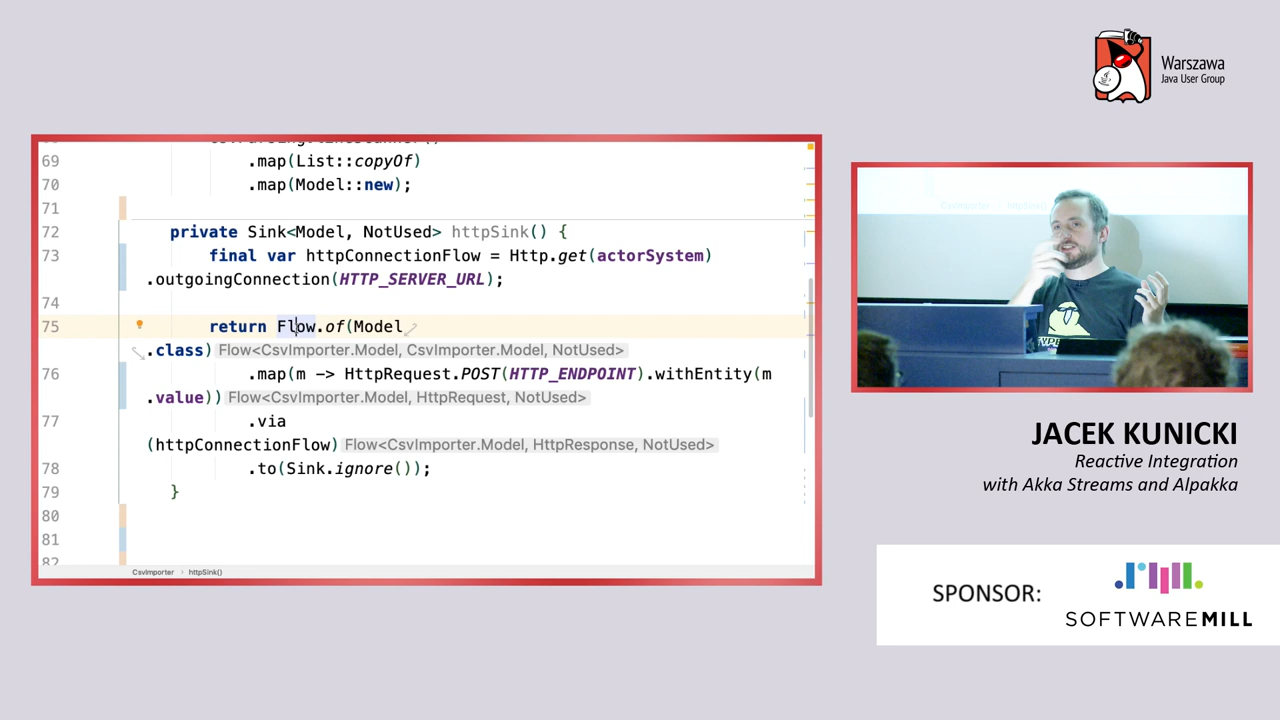 Warszawa
Java User Group
69 .map(List::copyOf)
70 .map(Model::new);
71
72 private Sink<Model, NotUsed> httpSink() {
73 final var httpConnectionFlow = Http.get(actorSystem)
.outgoingConnection(HTTP_SERVER_URL);
74
75 return Flow.of(Model
.class) Flow<CsvImporter.Model, CsvImporter.Model, NotUsed>
76 .map(m -> HttpRequest.POST(HTTP_ENDPOINT).withEntity(m
.value)) Flow<CsvImporter.Model, HttpRequest, NotUsed>
77 .via
(httpConnectionFlow) Flow<CsvImporter.Model, HttpResponse, NotUsed>
78 .to(Sink.ignore());
79 }
80
81
82
CsvImporter > httpSink()
JACEK KUNICKI
Reactive Integration
with Akka Streams and Alpakka
SPONSOR:
SOFTWAREMILL